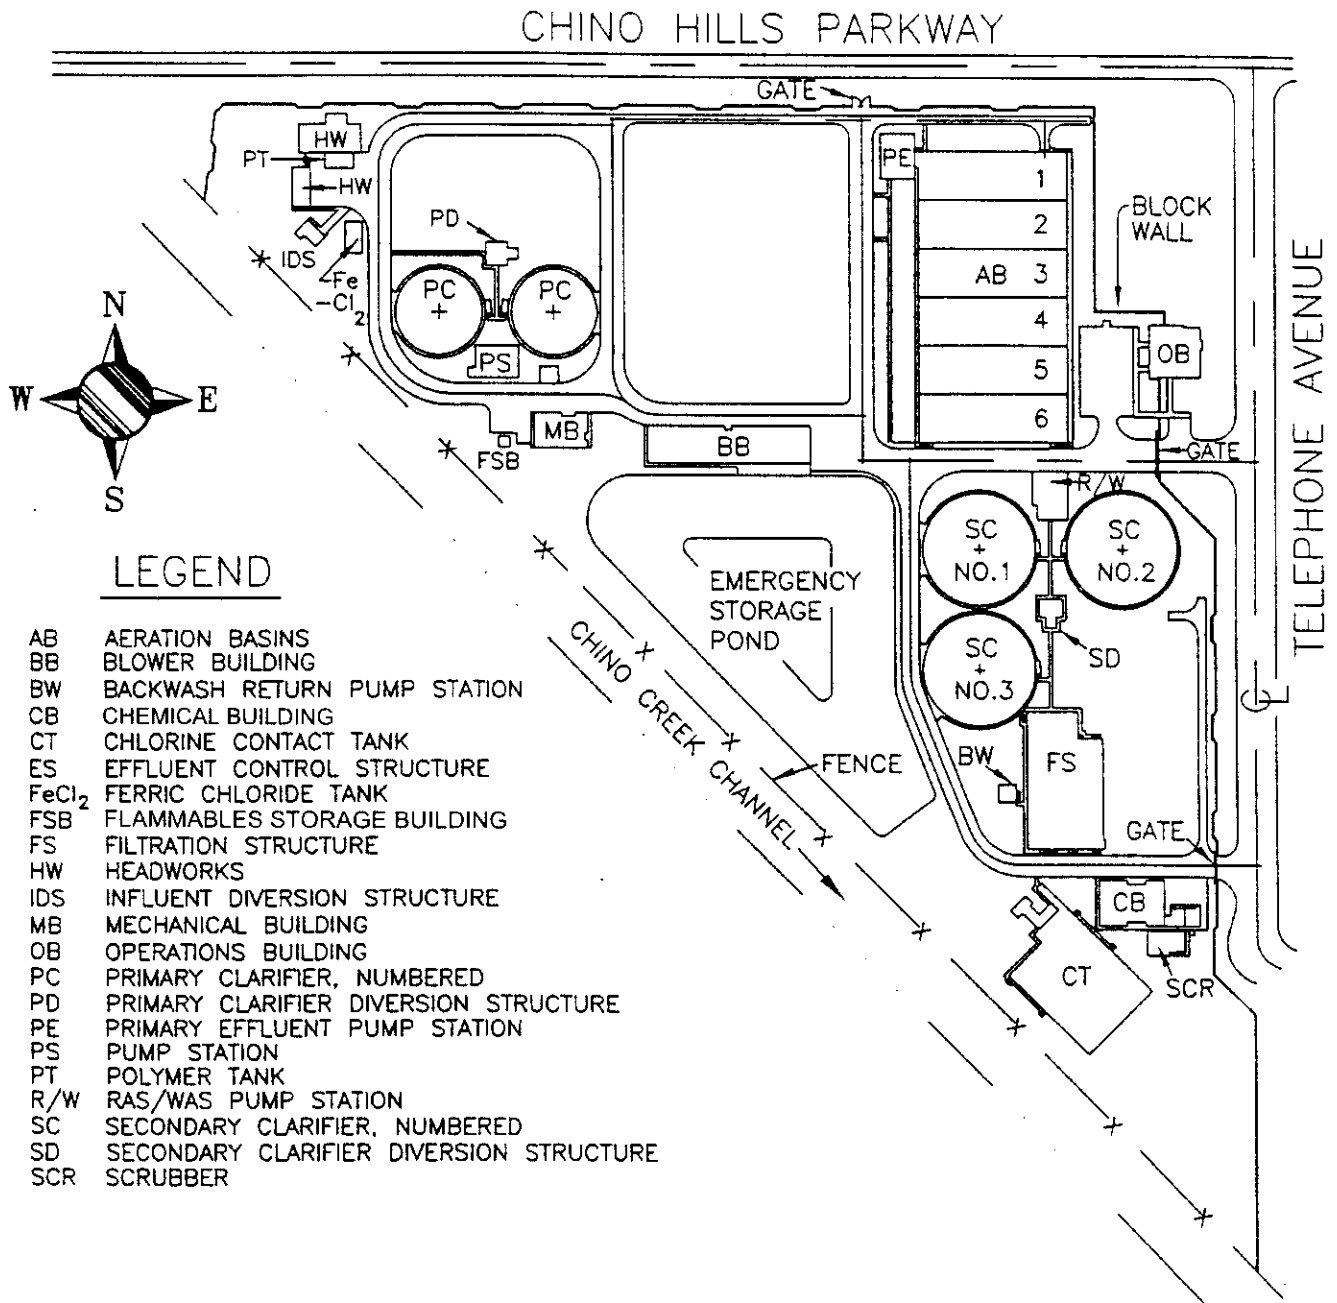 CHINO HILLS PARKWAY
GATE
HW
PT
HW
PE
1
2
BLOCK
WALL
PD
IDS
Fe
-Cl2
PC
+
PC
+
AB 3
4
5
6
OB
PS
TELEPHONE AVENUE
N
W E
S
MB
FSB
BB
GATE
R/W
SC
+
NO.1
SC
+
NO.2
EMERGENCY
STORAGE
POND
SD
SC
+
NO.3
CHINO CREEK CHANNEL
FENCE
BW
FS
CL
GATE
CB
CT
SCR
LEGEND
AB AERATION BASINS
BB BLOWER BUILDING
BW BACKWASH RETURN PUMP STATION
CB CHEMICAL BUILDING
CT CHLORINE CONTACT TANK
ES EFFLUENT CONTROL STRUCTURE
FeCl2 FERRIC CHLORIDE TANK
FSB FLAMMABLES STORAGE BUILDING
FS FILTRATION STRUCTURE
HW HEADWORKS
IDS INFLUENT DIVERSION STRUCTURE
MB MECHANICAL BUILDING
OB OPERATIONS BUILDING
PC PRIMARY CLARIFIER, NUMBERED
PD PRIMARY CLARIFIER DIVERSION STRUCTURE
PE PRIMARY EFFLUENT PUMP STATION
PS PUMP STATION
PT POLYMER TANK
R/W RAS/WAS PUMP STATION
SC SECONDARY CLARIFIER, NUMBERED
SD SECONDARY CLARIFIER DIVERSION STRUCTURE
SCR SCRUBBER